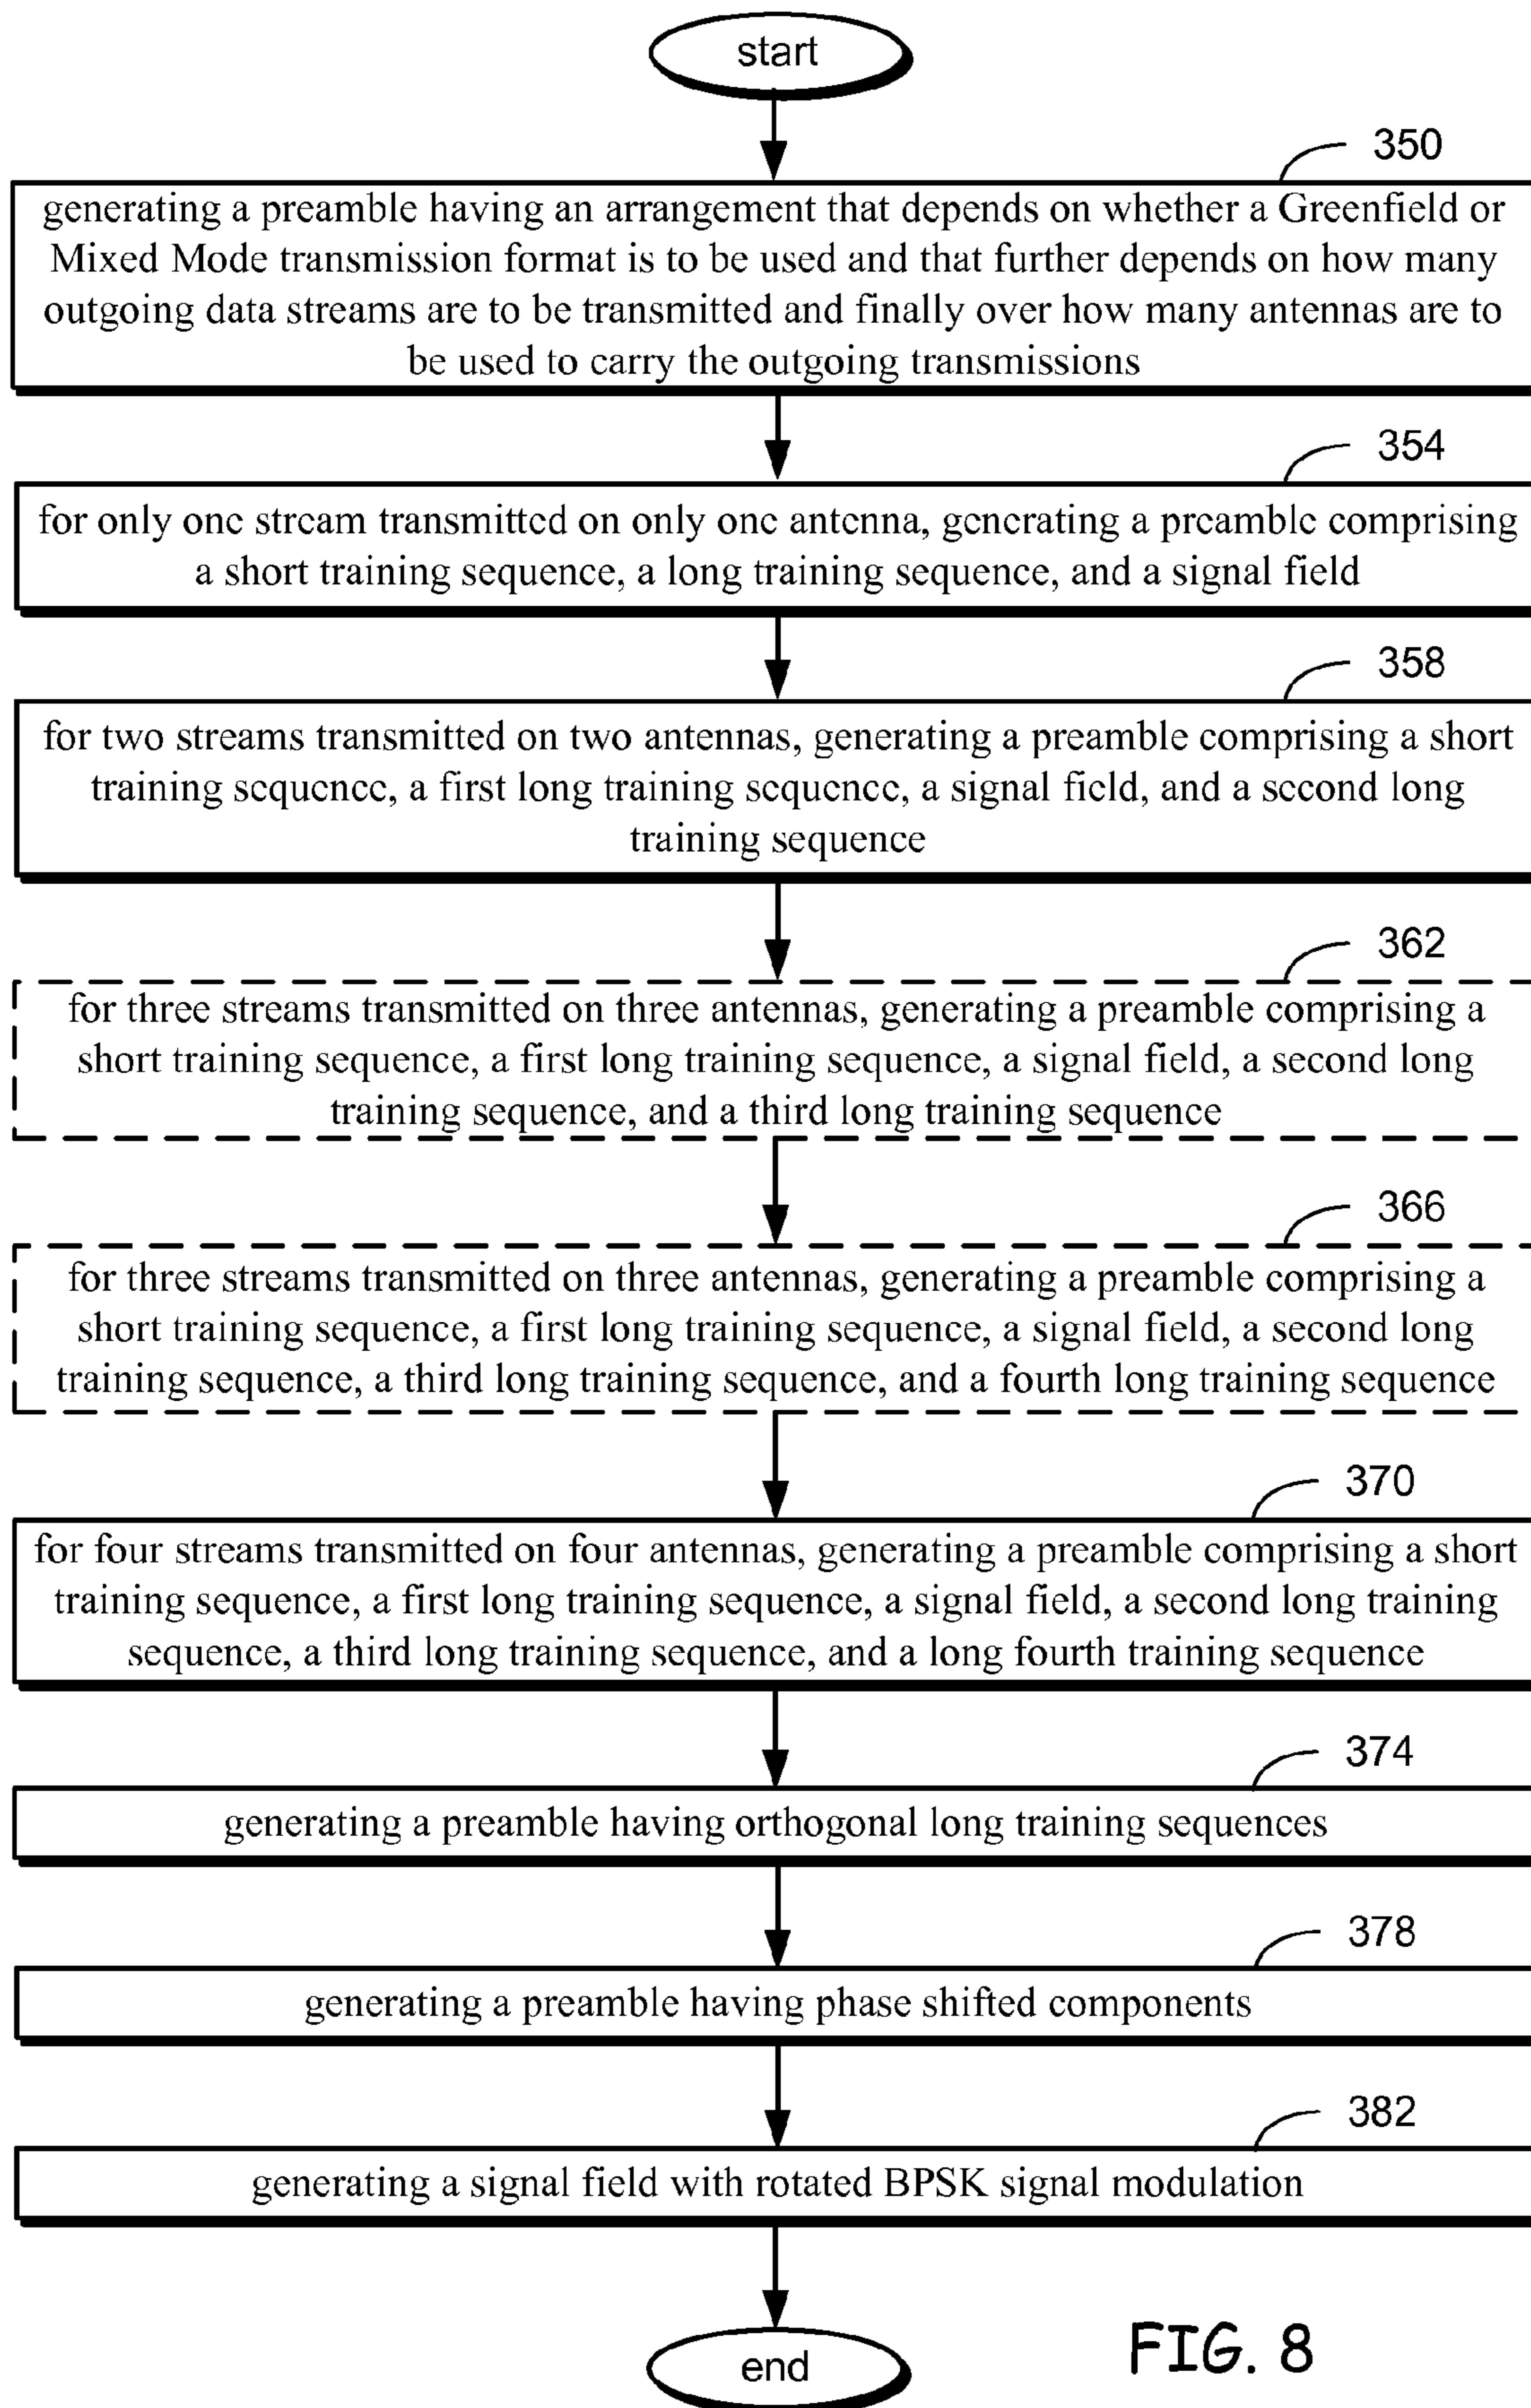 start
350
generating a preamble having an arrangement that depends on whether a Greenfield or
Mixed Mode transmission format is to be used and that further depends on how many
outgoing data streams are to be transmitted and finally over how many antennas are to
be used to carry the outgoing transmissions
354
for only one stream transmitted on only one antenna, generating a preamble comprising
a short training sequence, a long training sequence, and a signal field
358
for two streams transmitted on two antennas, generating a preamble comprising a short
training sequence, a first long training sequence, a signal field, and a second long
training sequence
362
for three streams transmitted on three antennas, generating a preamble comprising a
short training sequence, a first long training sequence, a signal field, a second long
training sequence, and a third long training sequence
366
for three streams transmitted on three antennas, generating a preamble comprising a
short training sequence, a first long training sequence, a signal field, a second long
training sequence, a third long training sequence, and a fourth long training sequence
370
for four streams transmitted on four antennas, generating a preamble comprising a short
training sequence, a first long training sequence, a signal field, a second long training
sequence, a third long training sequence, and a long fourth training sequence
374
generating a preamble having orthogonal long training sequences
378
generating a preamble having phase shifted components
382
generating a signal field with rotated BPSK signal modulation
end
FIG. 8